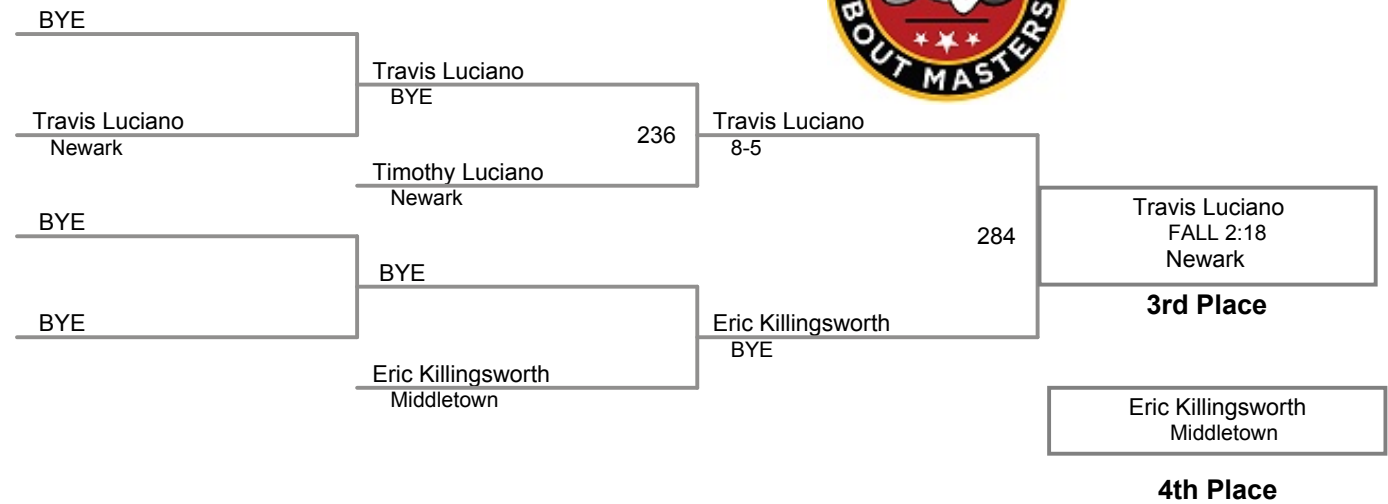 BYE
Travis Luciano
BYE
Travis Luciano
Newark
236
Travis Luciano
8-5
Timothy Luciano
Newark
BYE
BYE
BYE
Eric Killingsworth
BYE
Eric Killingsworth
Middletown
284
Travis Luciano
FALL 2:18
Newark
3rd Place
Eric Killingsworth
Middletown
4th Place
BOUT MASTERS